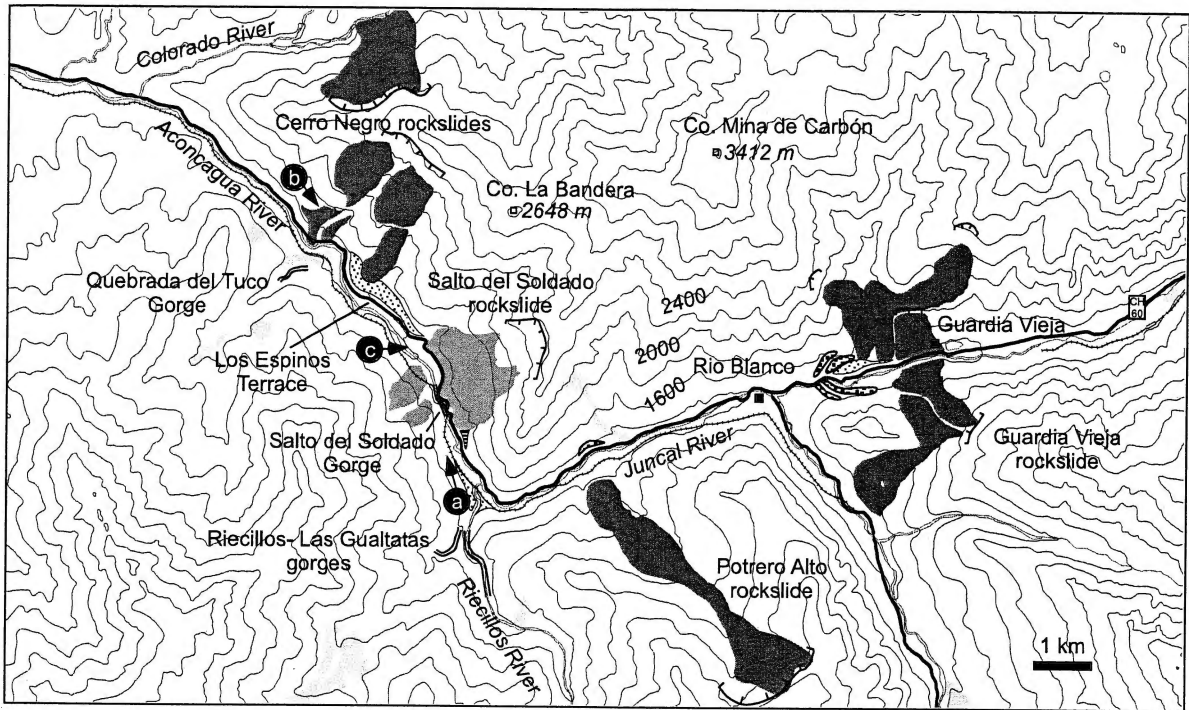 Colorado River
Cerro Negro rockslides
Co. Mina de Carbón
3412 m
Aconcagua River
b
Co. La Bandera
2648 m
Quebrada del Tuco
Gorge
Salto del Soldado
rockslide
2400
CH
60
Guardia Vieja
2000
Los Espinos
Terrace
c
Rio Blanco
1600
Salto del Soldado
Gorge
Juncal River
Guardia Vieja
rockslide
a
Riecillos- Las Gualtatas
gorges
Potrero Alto
rockslide
Riecillos River
1 km